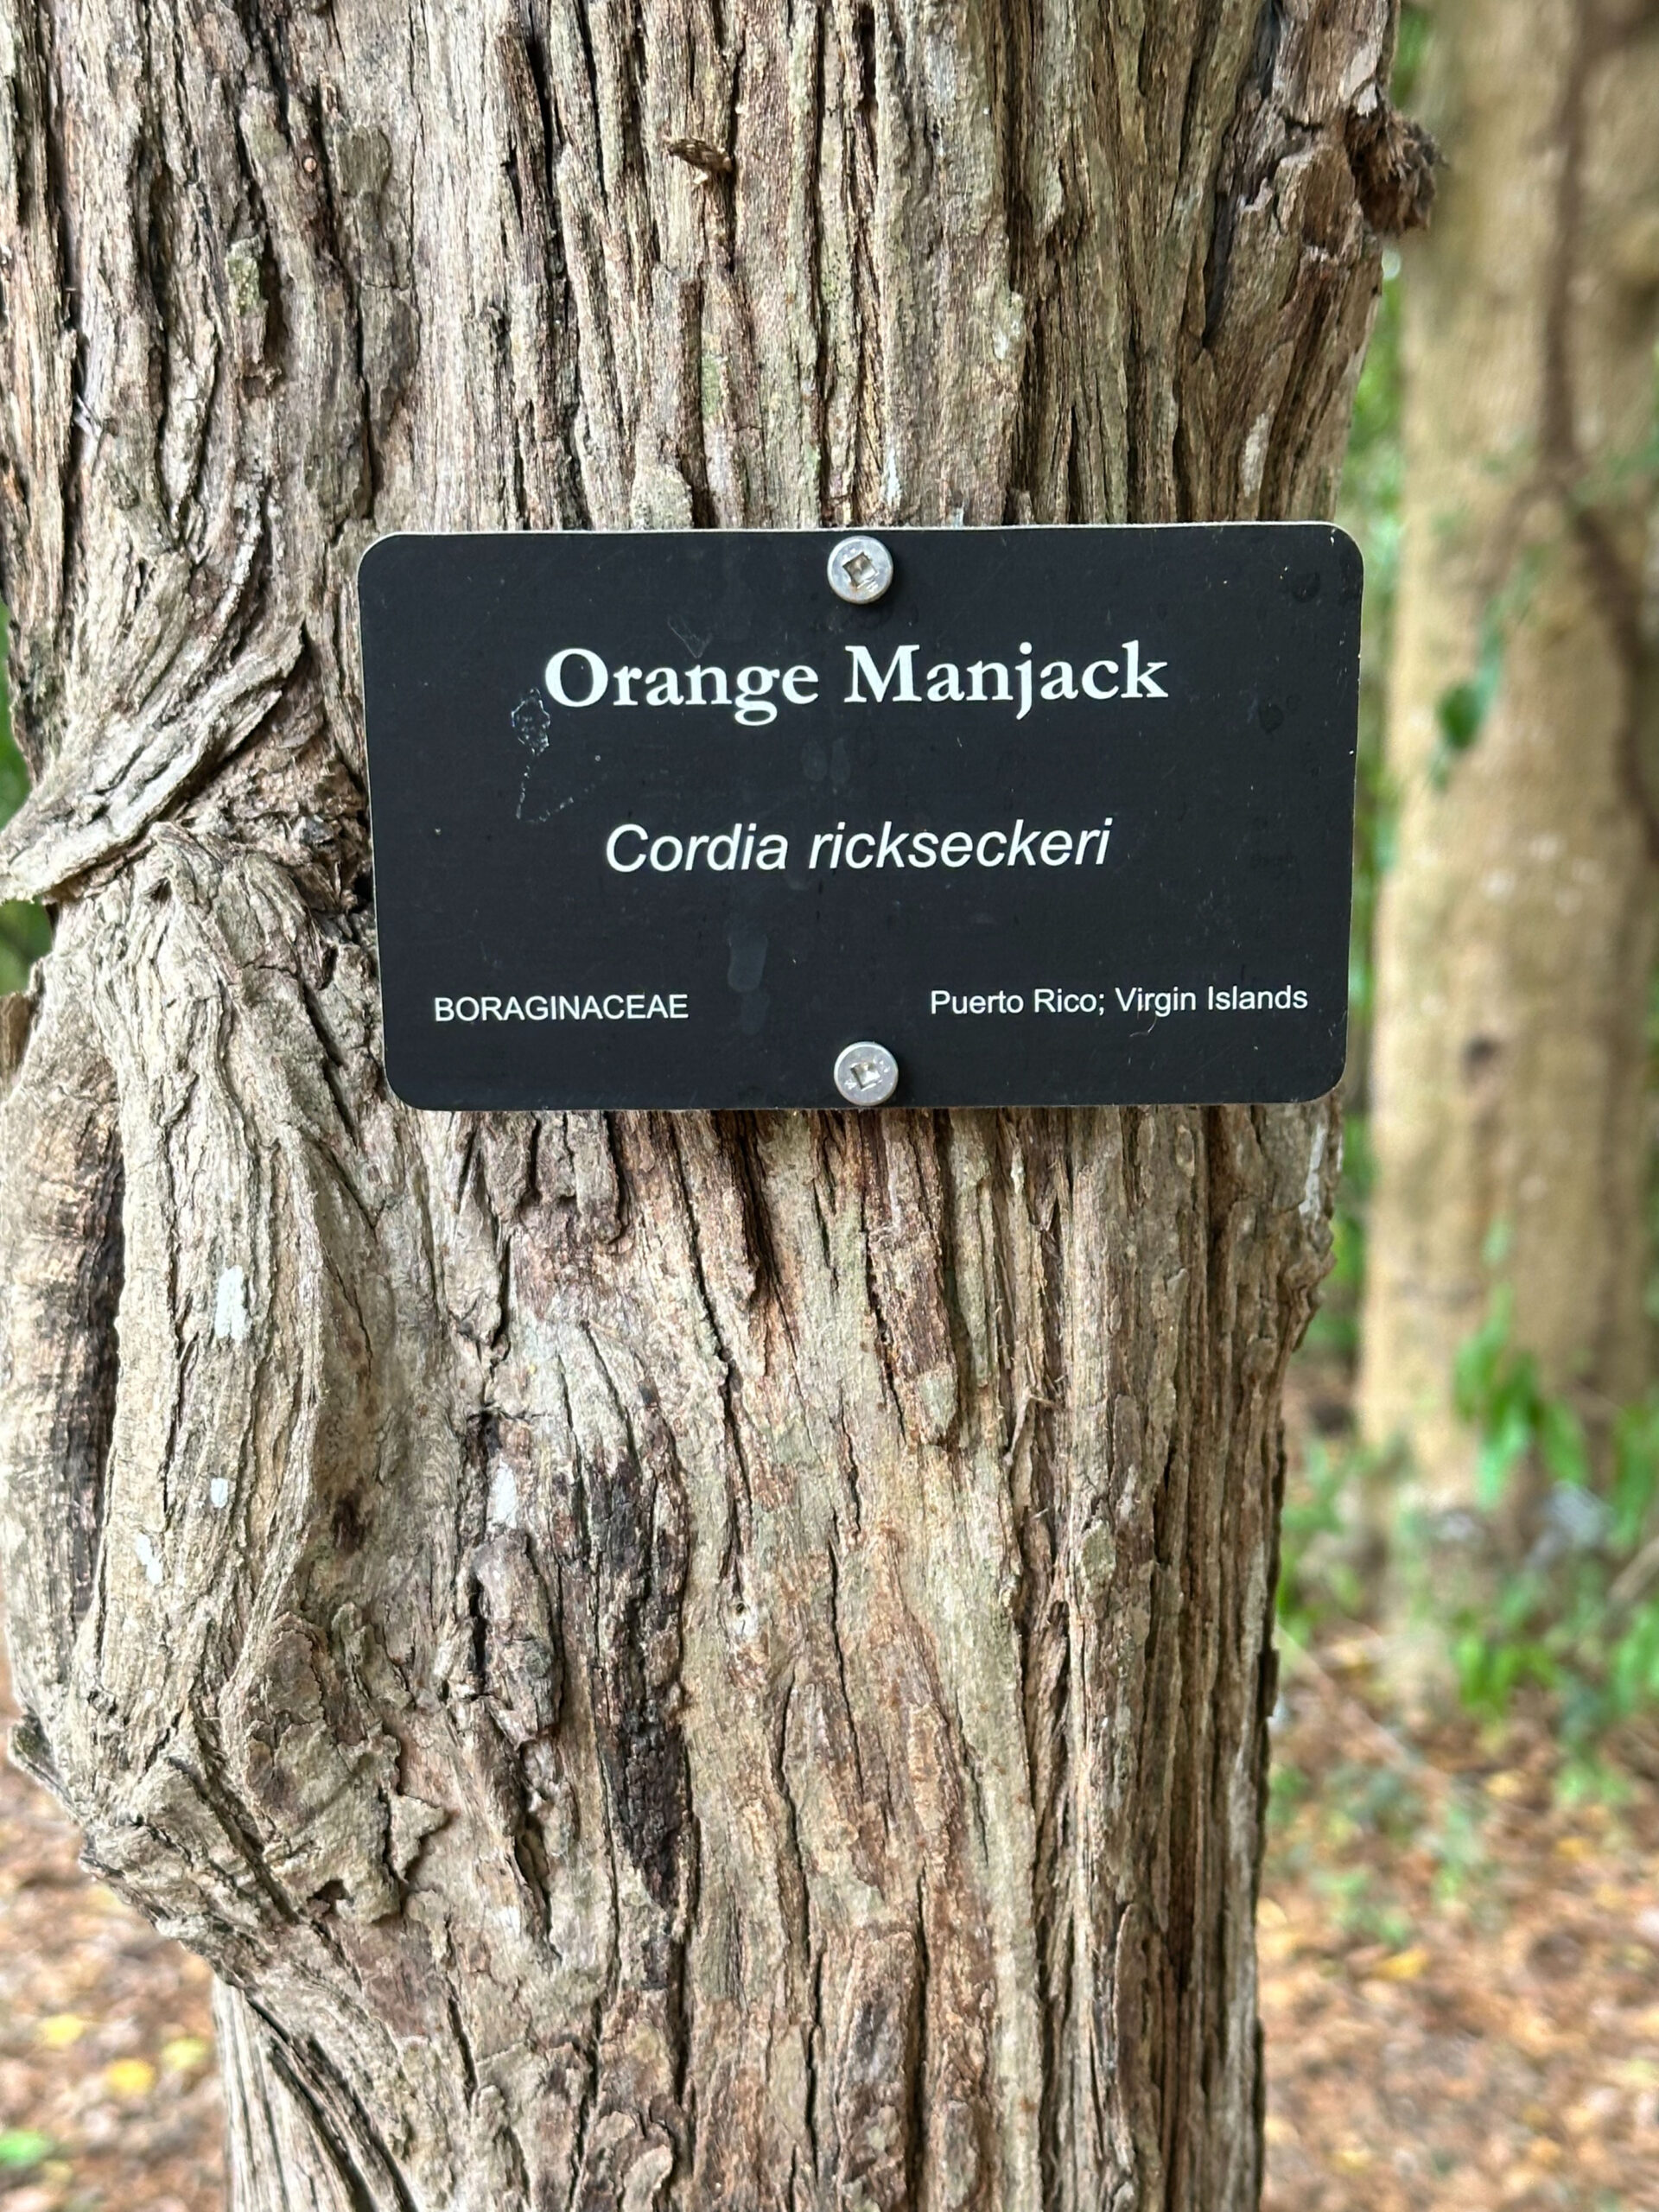 Orange Manjack
Cordia rickseckeri
BORAGINACEAE
Puerto Rico; Virgin Islands